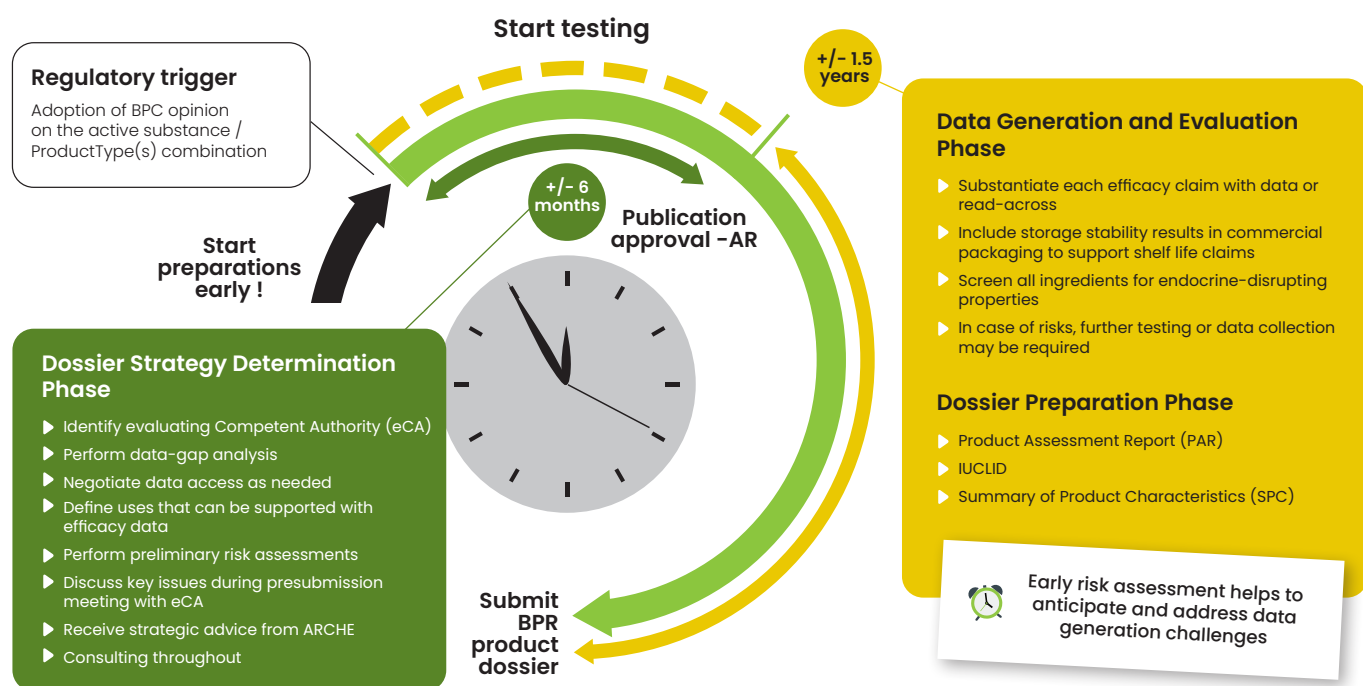 Start testing
Regulatory trigger
Adoption of BPC opinion
on the active substance /
ProductType(s) combination
+/- 1.5
years
+/- 6
months
Publication
approval -AR
Start
preparations
early !
Dossier Strategy Determination
Phase
Identify evaluating Competent Authority (eCA)
Perform data-gap analysis
Negotiate data access as needed
Define uses that can be supported with
efficacy data
Perform preliminary risk assessments
Discuss key issues during presubmission
meeting with eCA
Receive strategic advice from ARCHE
Consulting throughout
Submit
BPR
product
dossier
Data Generation and Evaluation
Phase
Substantiate each efficacy claim with data or
read-across
Include storage stability results in commercial
packaging to support shelf life claims
Screen all ingredients for endocrine-disrupting
properties
In case of risks, further testing or data collection
may be required
Dossier Preparation Phase
Product Assessment Report (PAR)
IUCLID
Summary of Product Characteristics (SPC)
Early risk assessment helps to
anticipate and address data
generation challenges